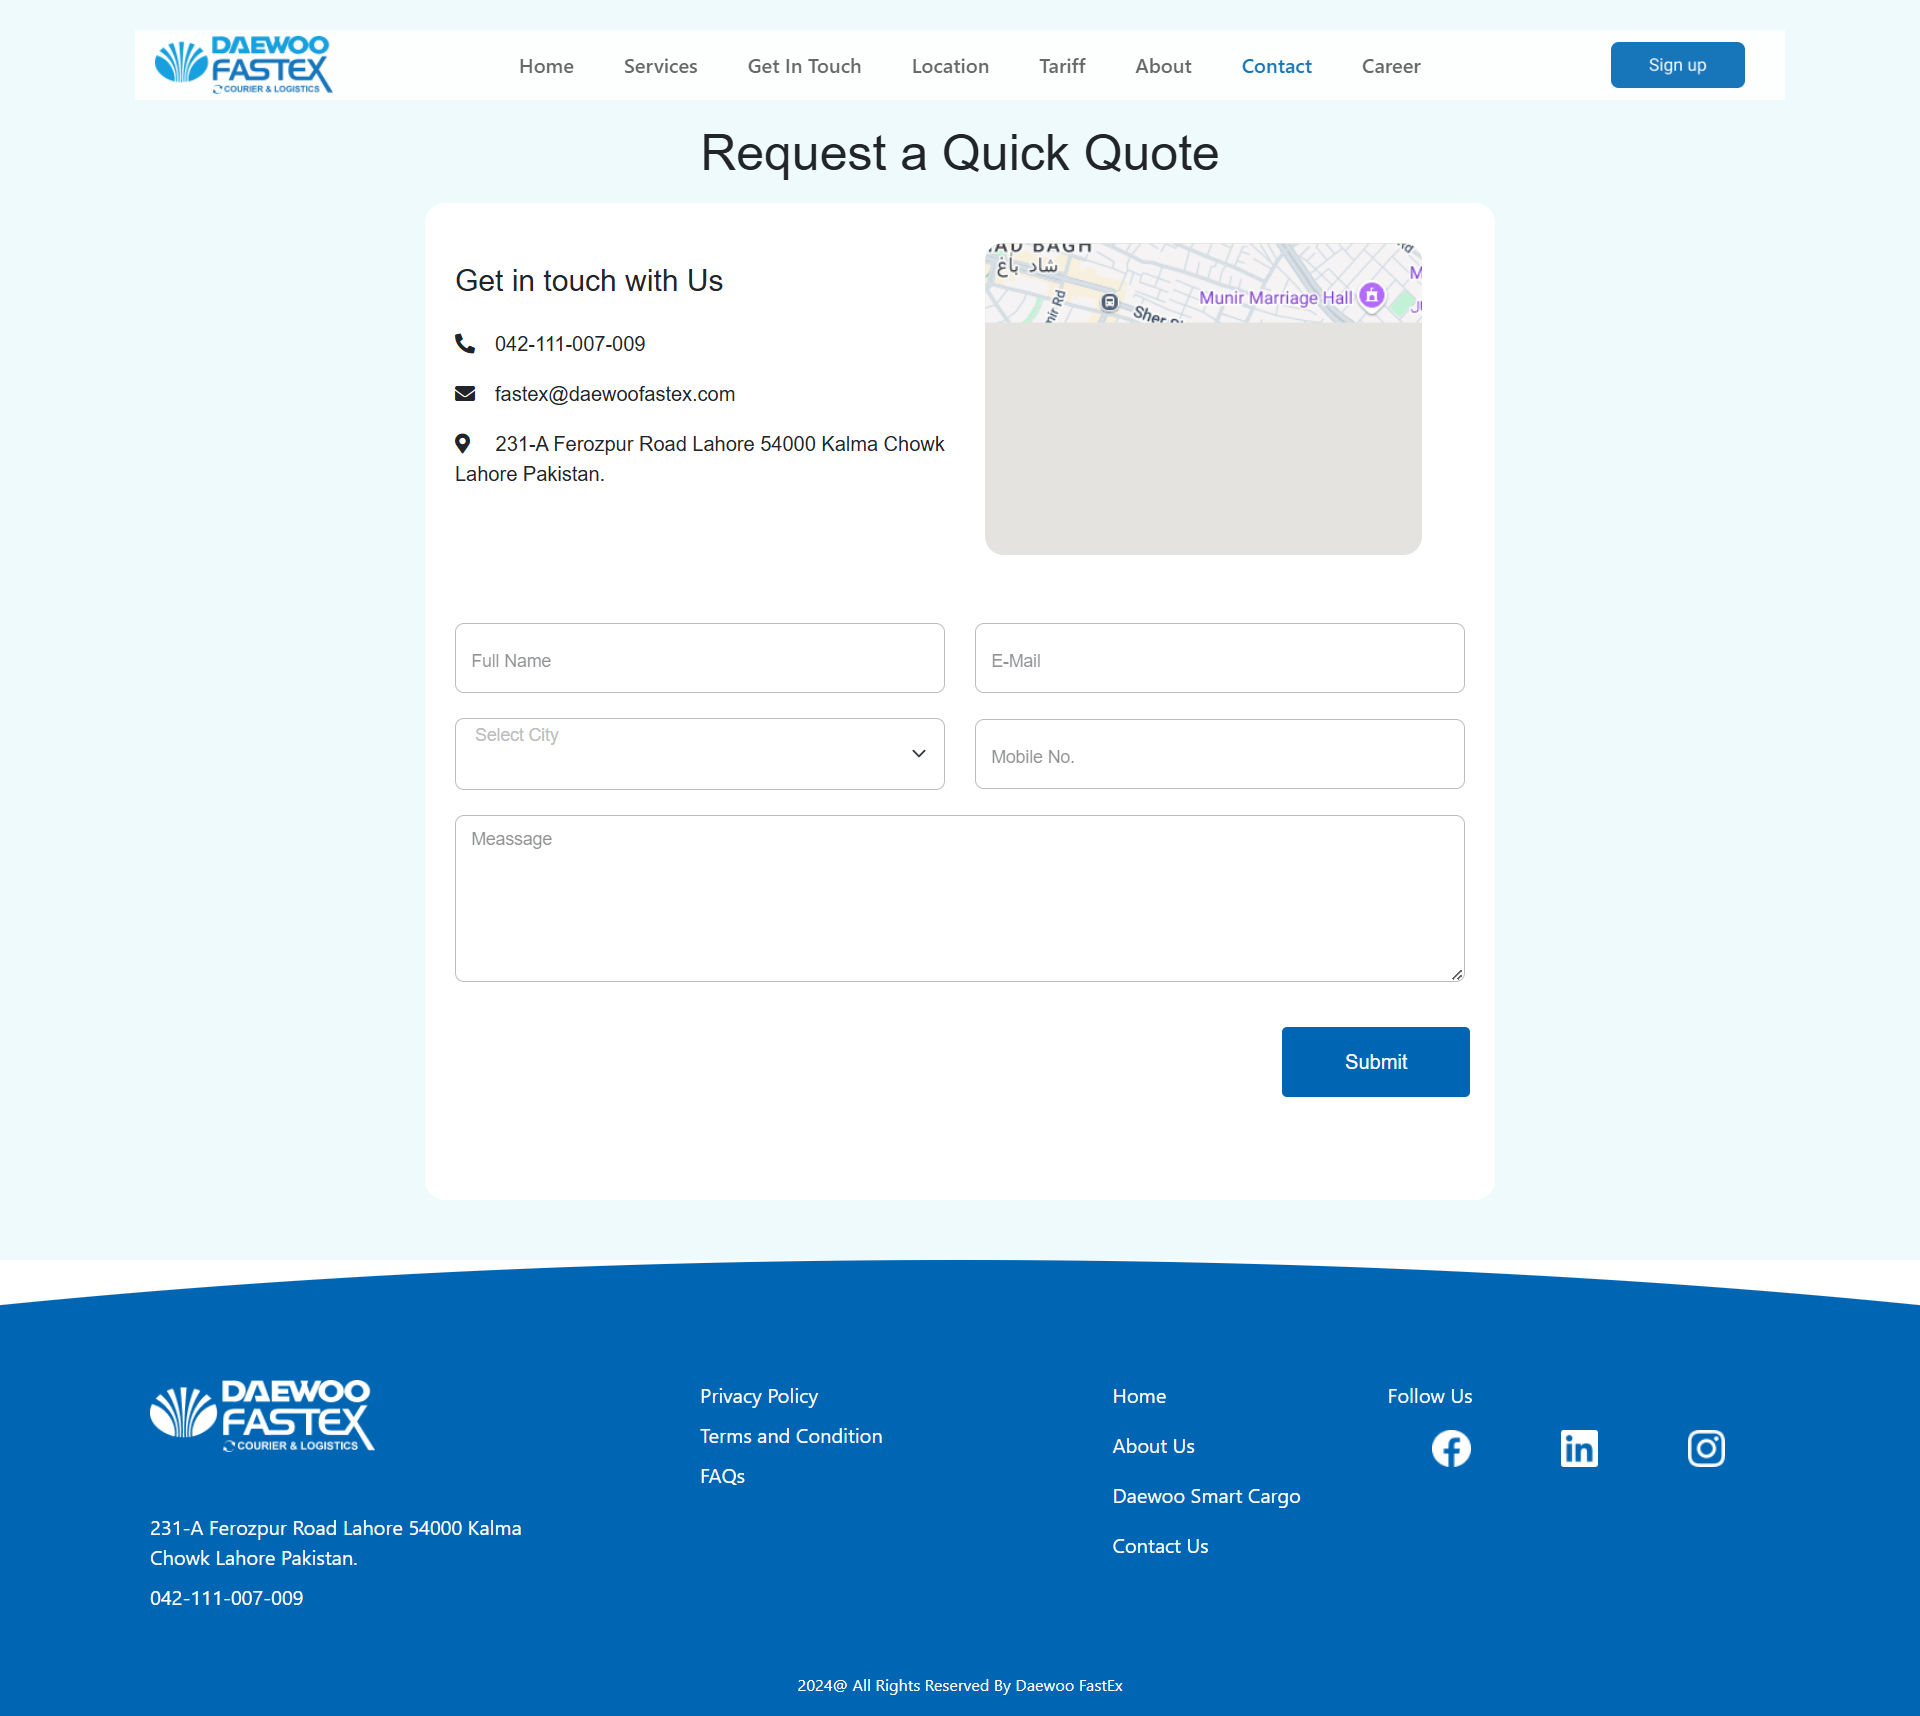 DAEWOO
FASTEX
COURIER & LOGISTICS
Home
Services
Get In Touch
Location
Tariff
About
Contact
Career
Sign up
Request a Quick Quote
Get in touch with Us
042-111-007-009
fastex@daewoofastex.com
231-A Ferozpur Road Lahore 54000 Kalma Chowk
Lahore Pakistan.
BAGH
شاد باغ
Munir Marriage Hall
Full Name
E-Mail
Select City
Mobile No.
Meassage
Submit
DAEWOO
FASTEX
COURIER & LOGISTICS
231-A Ferozpur Road Lahore 54000 Kalma
Chowk Lahore Pakistan.
042-111-007-009
Privacy Policy
Terms and Condition
FAQs
Home
About Us
Daewoo Smart Cargo
Contact Us
Follow Us
2024@ All Rights Reserved By Daewoo FastEx